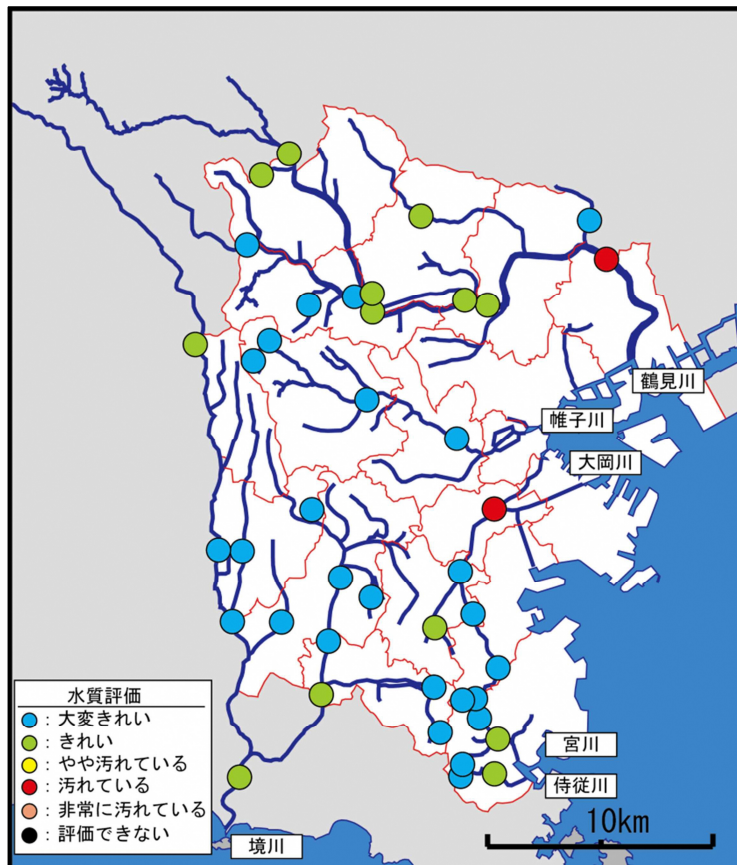 鶴見川
帷子川
大岡川
水質評価
：大変きれい
：きれい
：やや汚れている
：汚れている
：非常に汚れている
：評価できない
宮川
侍従川
10km
境川